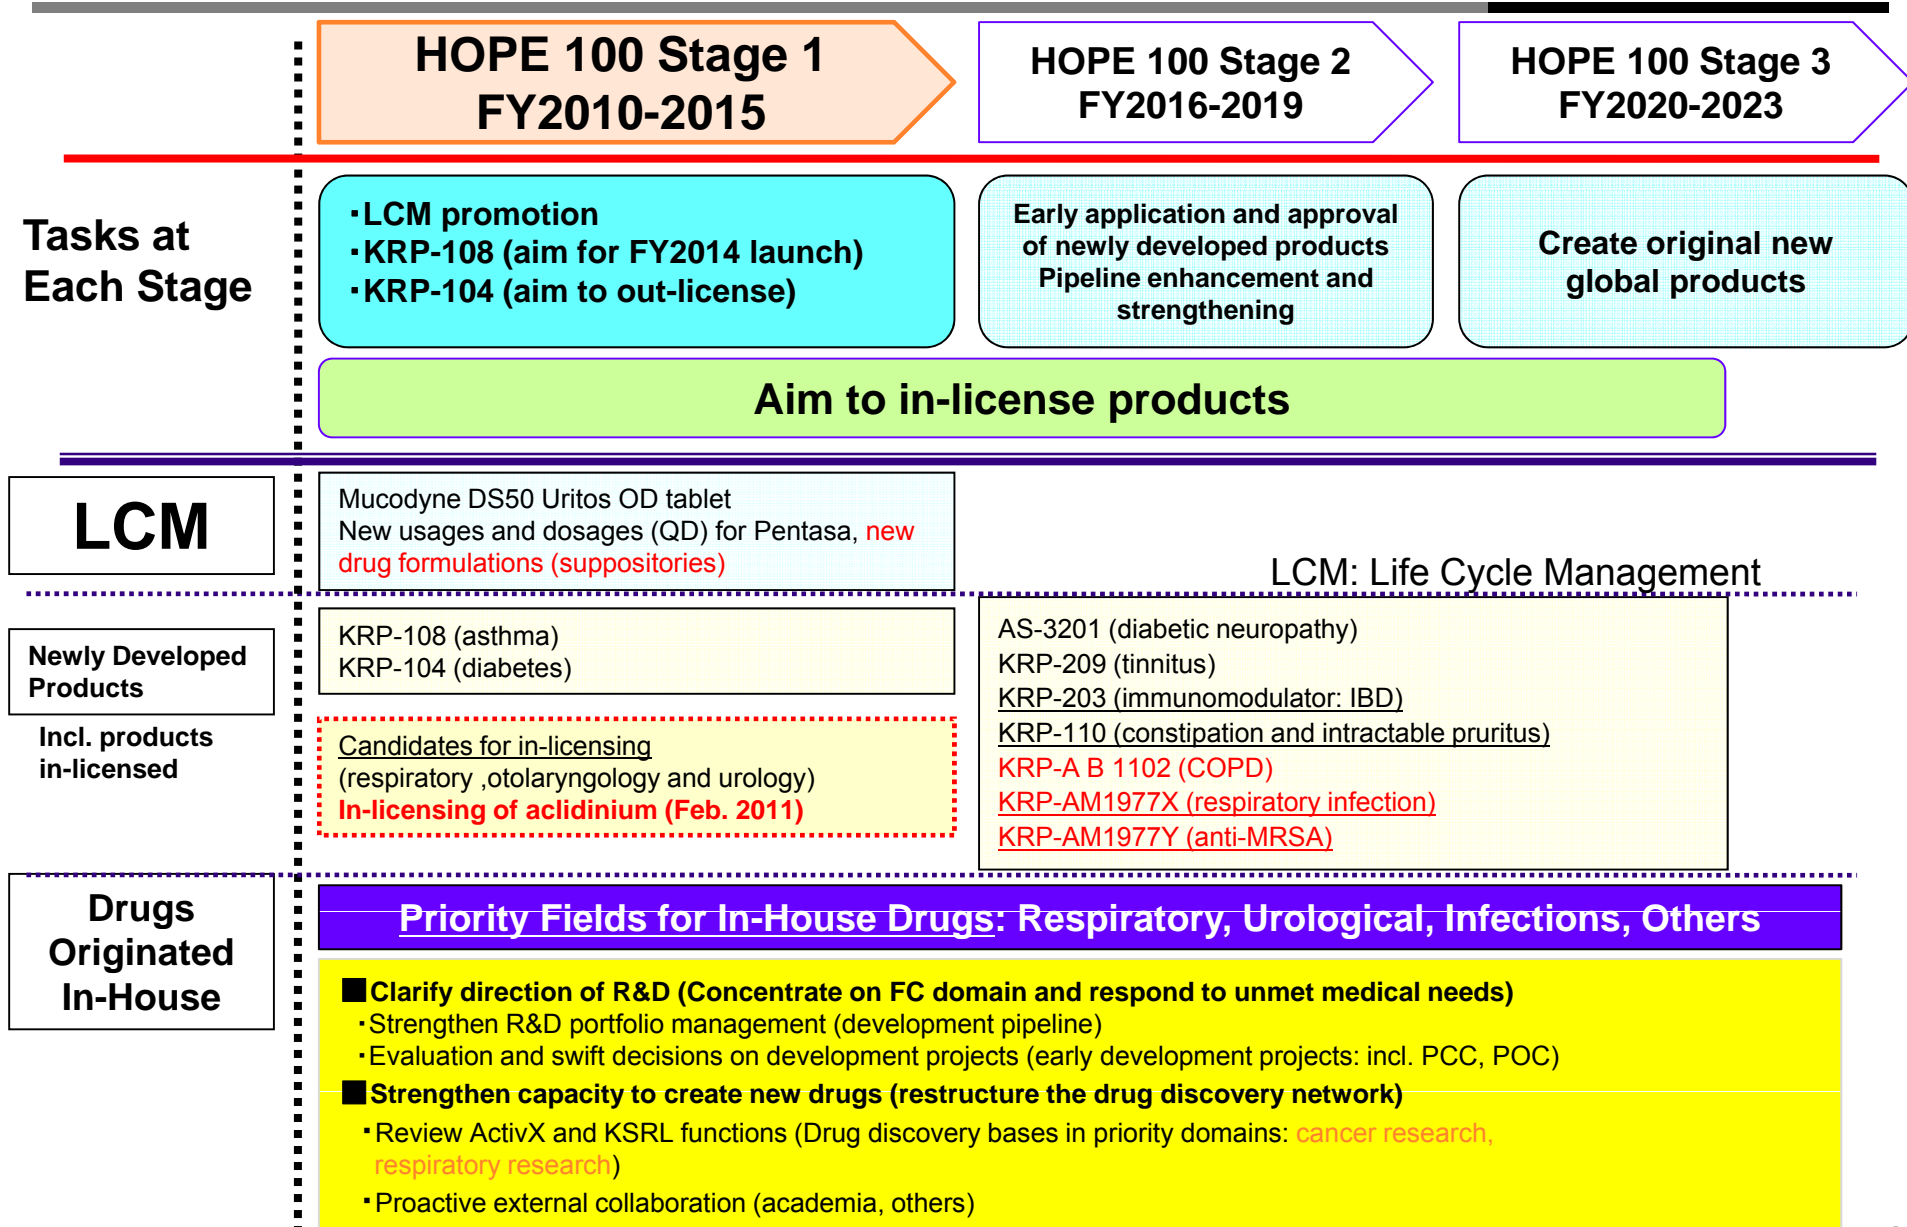 HOPE 100 Stage 1
FY2010-2015
HOPE 100 Stage 2
FY2016-2019
HOPE 100 Stage 3
FY2020-2023
Tasks at
Each Stage
・LCM promotion
・KRP-108 (aim for FY2014 launch)
・KRP-104 (aim to out-license)
Early application and approval
of newly developed products
Pipeline enhancement and
strengthening
Create original new
global products
Aim to in-license products
LCM
Mucodyne DS50 Uritos OD tablet
New usages and dosages (QD) for Pentasa, new
drug formulations (suppositories)
LCM: Life Cycle Management
Newly Developed
Products
Incl. products
in-licensed
KRP-108 (asthma)
KRP-104 (diabetes)
Candidates for in-licensing
(respiratory ,otolaryngology and urology)
In-licensing of aclidinium (Feb. 2011)
AS-3201 (diabetic neuropathy)
KRP-209 (tinnitus)
KRP-203 (immunomodulator: IBD)
KRP-110 (constipation and intractable pruritus)
KRP-A B 1102 (COPD)
KRP-AM1977X (respiratory infection)
KRP-AM1977Y (anti-MRSA)
Drugs
Originated
In-House
Priority Fields for In-House Drugs: Respiratory, Urological, Infections, Others
■Clarify direction of R&D (Concentrate on FC domain and respond to unmet medical needs)
・Strengthen R&D portfolio management (development pipeline)
・Evaluation and swift decisions on development projects (early development projects: incl. PCC, POC)
■Strengthen capacity to create new drugs (restructure the drug discovery network)
・Review ActivX and KSRL functions (Drug discovery bases in priority domains: cancer research,
respiratory research)
・Proactive external collaboration (academia, others)